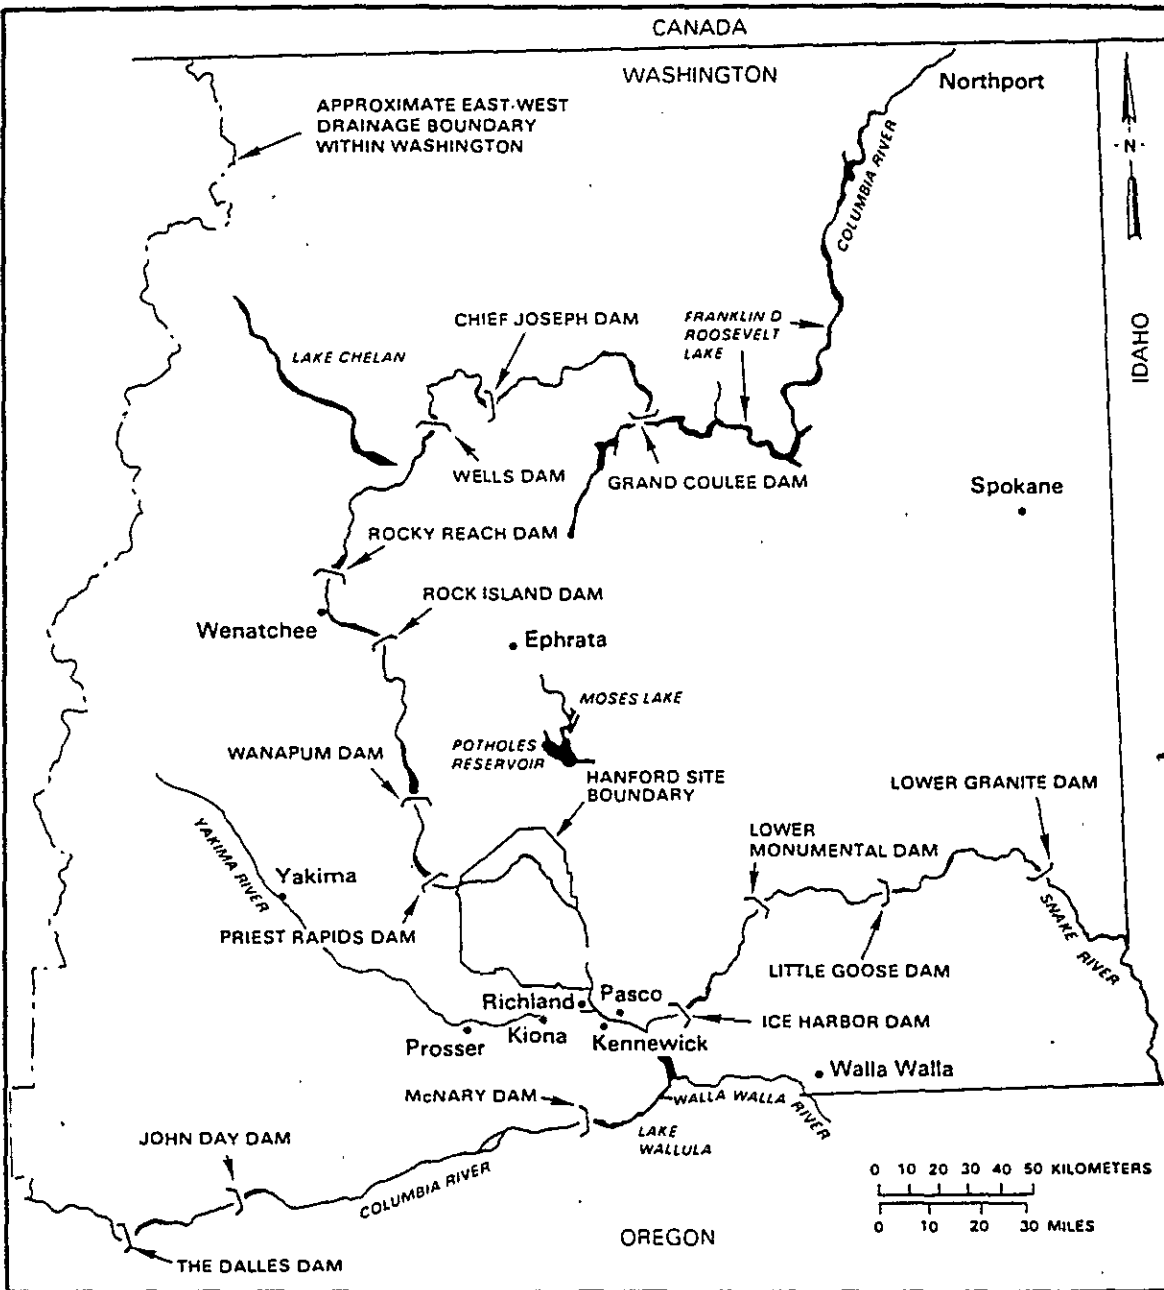 CANADA
WASHINGTON
Northport
APPROXIMATE EAST-WEST
DRAINAGE BOUNDARY
WITHIN WASHINGTON
-N-
COLUMBIA RIVER
CHIEF JOSEPH DAM
FRANKLIN D
ROOSEVELT
LAKE
IDAHO
LAKE CHELAN
WELLS DAM
GRAND COULEE DAM
Spokane
ROCKY REACH DAM
ROCK ISLAND DAM
Wenatchee
Ephrata
MOSES LAKE
WANAPUM DAM
POTHOLES
RESERVOIR
HANFORD SITE
BOUNDARY
LOWER GRANITE DAM
YAKIMA RIVER
LOWER
MONUMENTAL DAM
Yakima
SNAKE RIVER
PRIEST RAPIDS DAM
LITTLE GOOSE DAM
Richland
Pasco
ICE HARBOR DAM
Prosser
Kiona
Kennewick
Walla Walla
McNARY DAM
WALLA WALLA RIVER
JOHN DAY DAM
LAKE
WALLULA
COLUMBIA RIVER
0 10 20 30 40 50 KILOMETERS
0 10 20 30 MILES
OREGON
THE DALLES DAM